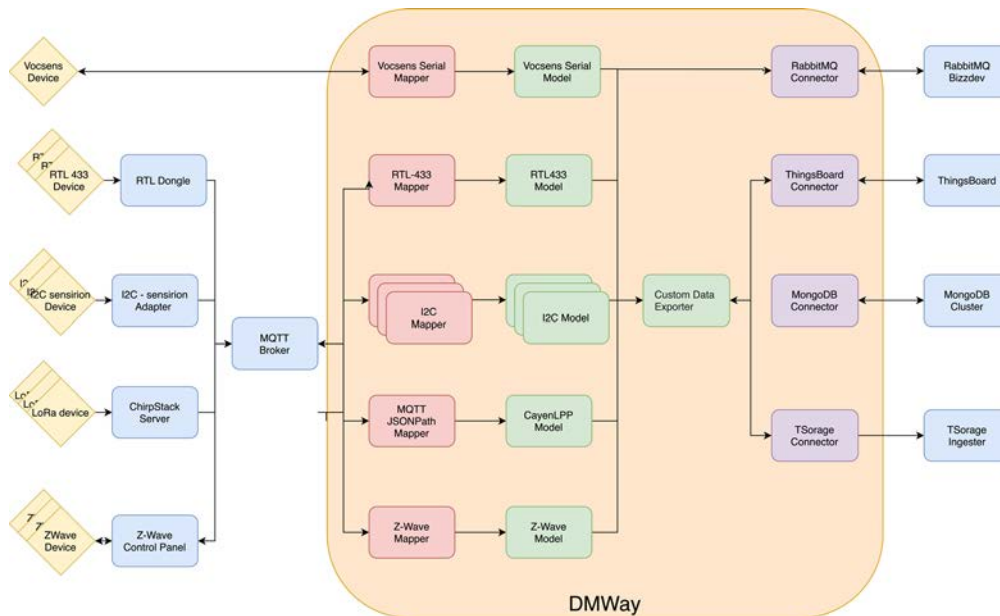 Vocsens
Device
Vocsens Serial
Mapper
Vocsens Serial
Model
RabbitMQ
Connector
RabbitMQ
Bizzdev
RTL 433
Device
RTL Dongle
RTL-433
Mapper
RTL433
Model
ThingsBoard
Connector
ThingsBoard
I2C sensirion
Device
I2C - sensirion
Adapter
MQTT
Broker
I2C
Mapper
I2C Model
Custom Data
Exporter
MongoDB
Connector
MongoDB
Cluster
LoRa device
ChirpStack
Server
MQTT
JSONPath
Mapper
CayenLPP
Model
TSorage
Connector
TSorage
Ingester
ZWave
Device
Z-Wave
Control Panel
Z-Wave
Mapper
Z-Wave
Model
DMWay